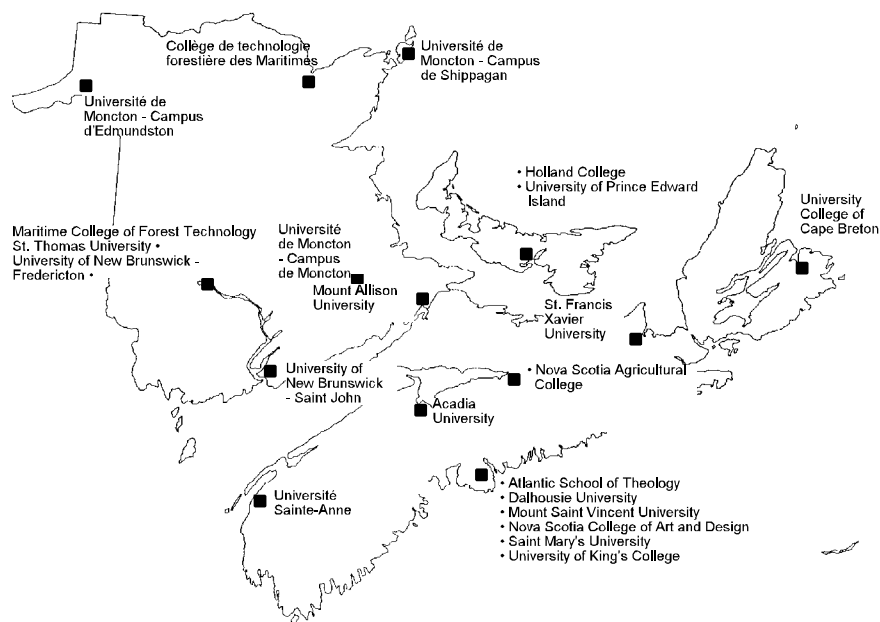 Collège de technologie
forestière des Maritimes
Université de
Moncton - Campus
de Shippagan
Université de
Moncton - Campus
d'Edmundston
• Holland College
• University of Prince Edward
Island
University
College of
Cape Breton
Maritime College of Forest Technology
St. Thomas University •
University of New Brunswick -
Fredericton •
Université
de Moncton
- Campus
de Moncton
Mount Allison
University
St. Francis
Xavier
University
University of
New Brunswick
- Saint John
• Nova Scotia Agricultural
College
Acadia
University
Université
Sainte-Anne
• Atlantic School of Theology
• Dalhousie University
• Mount Saint Vincent University
• Nova Scotia College of Art and Design
• Saint Mary's University
• University of King's College